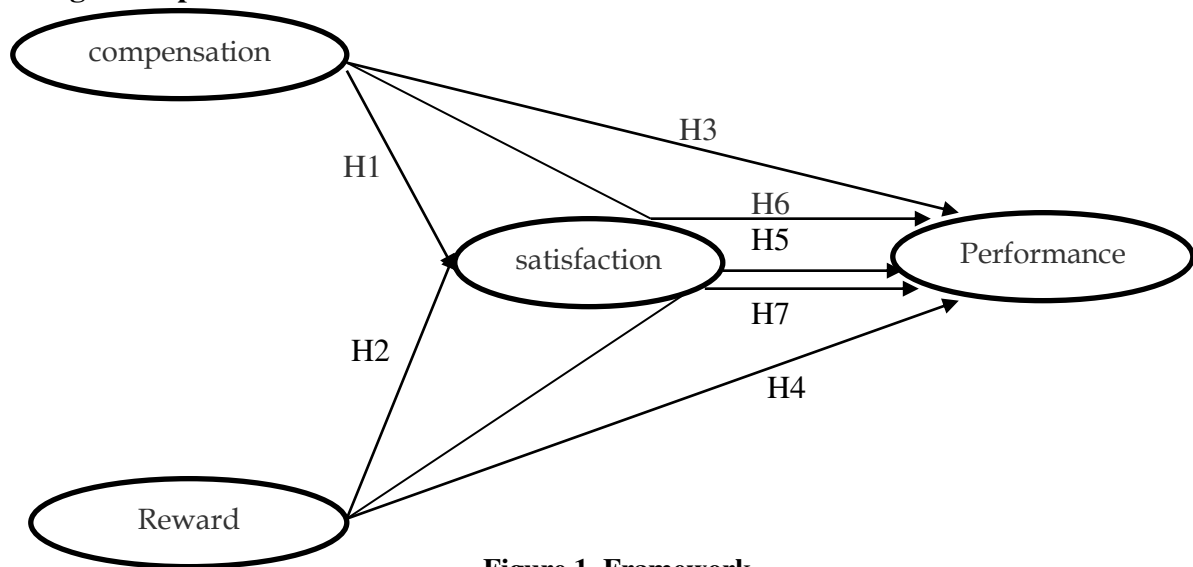 compensation
H3
H1
H6
H5
satisfaction
Performance
H7
H2
H4
Reward
Figure 1. Framework